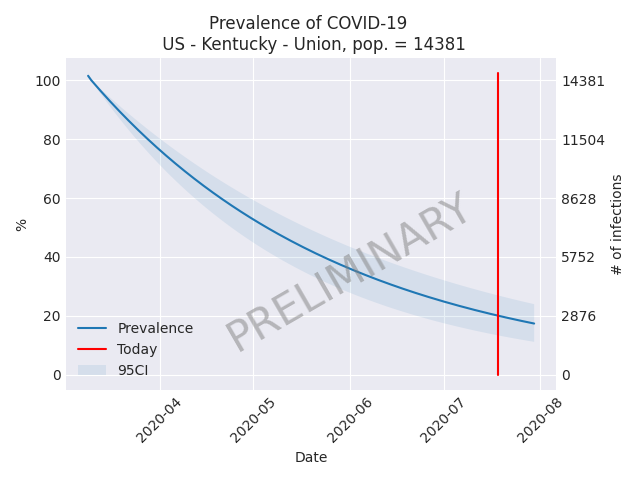 Prevalence of COVID-19
US - Kentucky - Union, pop. = 14381
100
80
60
40
20
0
%
14381
11504
8628
5752
2876
0
# of infections
PRELIMINARY
Prevalence
Today
95CI
2020-04
2020-05
2020-06
2020-07
2020-08
Date